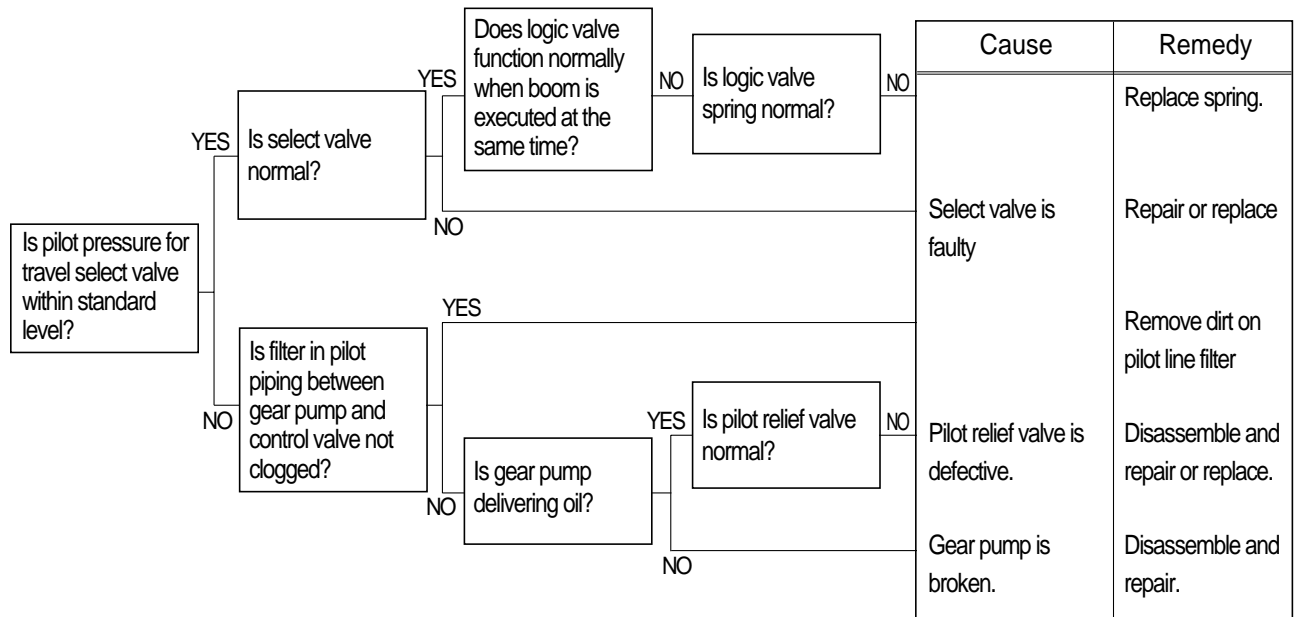 Is pilot pressure for
travel select valve
within standard
level?
YES
Is select valve
normal?
YES
Does logic valve
function normally
when boom is
executed at the
same time?
NO
Is logic valve
spring normal?
NO
NO
NO
Is filter in pilot
piping between
gear pump and
control valve not
clogged?
YES
NO
Is gear pump
delivering oil?
YES
Is pilot relief valve
normal?
NO
NO
Cause
Remedy
Replace spring.
Select valve is
faulty
Repair or replace
Remove dirt on
pilot line filter
Pilot relief valve is
defective.
Disassemble and
repair or replace.
Gear pump is
broken.
Disassemble and
repair.